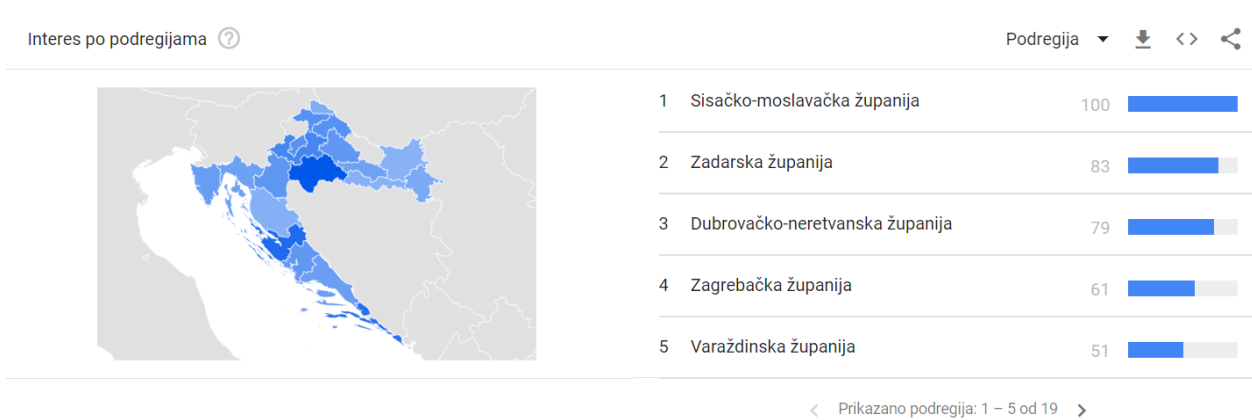 Interes po podregijama
Podregija
1 Sisačko-moslavačka županija 100
2 Zadarska županija 83
3 Dubrovačko-neretvanska županija 79
4 Zagrebačka županija 61
5 Varaždinska županija 51
Prikazano podregija: 1 – 5 od 19